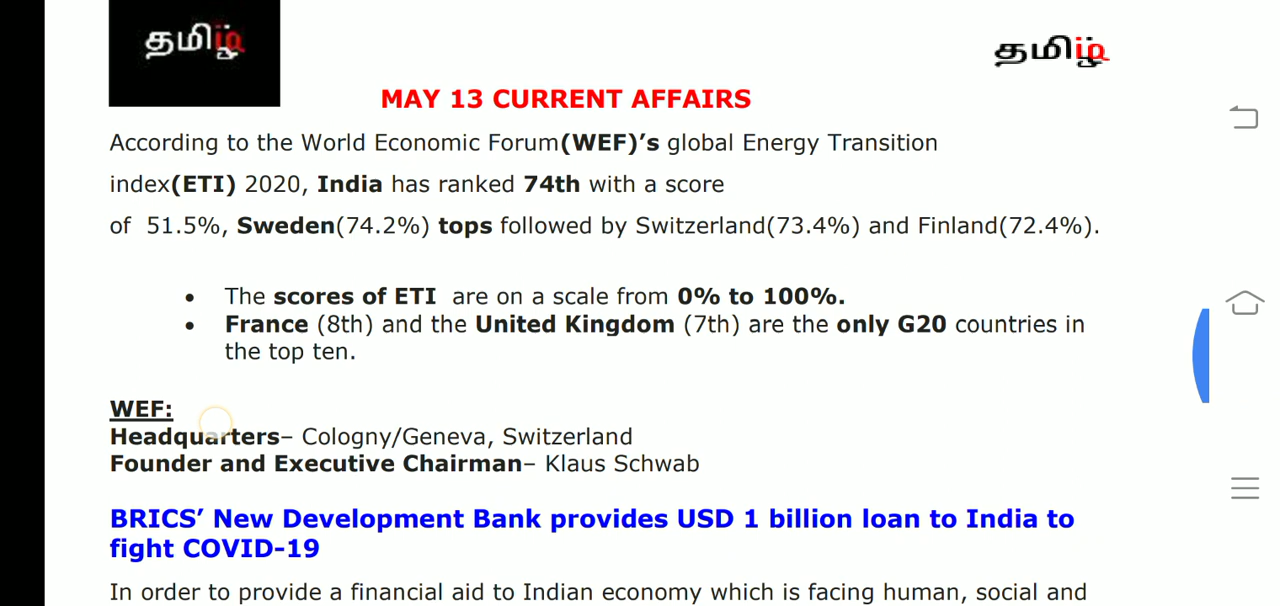 தமிழ்
தமிழ்
MAY 13 CURRENT AFFAIRS
According to the World Economic Forum(WEF)’s global Energy Transition
index(ETI) 2020, India has ranked 74th with a score
of 51.5%, Sweden(74.2%) tops followed by Switzerland(73.4%) and Finland(72.4%).
• The scores of ETI are on a scale from 0% to 100%.
• France (8th) and the United Kingdom (7th) are the only G20 countries in
the top ten.
WEF:
Headquarters– Cologny/Geneva, Switzerland
Founder and Executive Chairman– Klaus Schwab
BRICS’ New Development Bank provides USD 1 billion loan to India to
fight COVID-19
In order to provide a financial aid to Indian economy which is facing human, social and